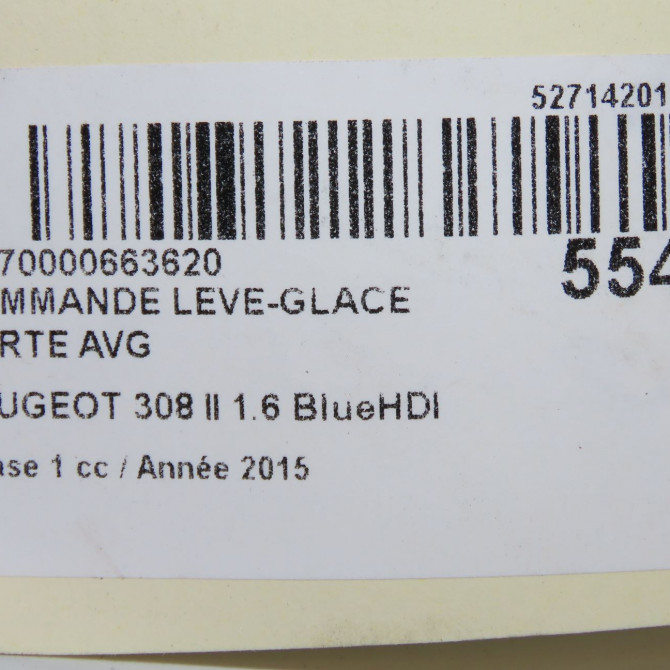 52714201
70000663620
554
MMANDE LEVE-GLACE
RTE AVG
UGEOT 308 II 1.6 BlueHDI
ase 1 cc / Année 2015